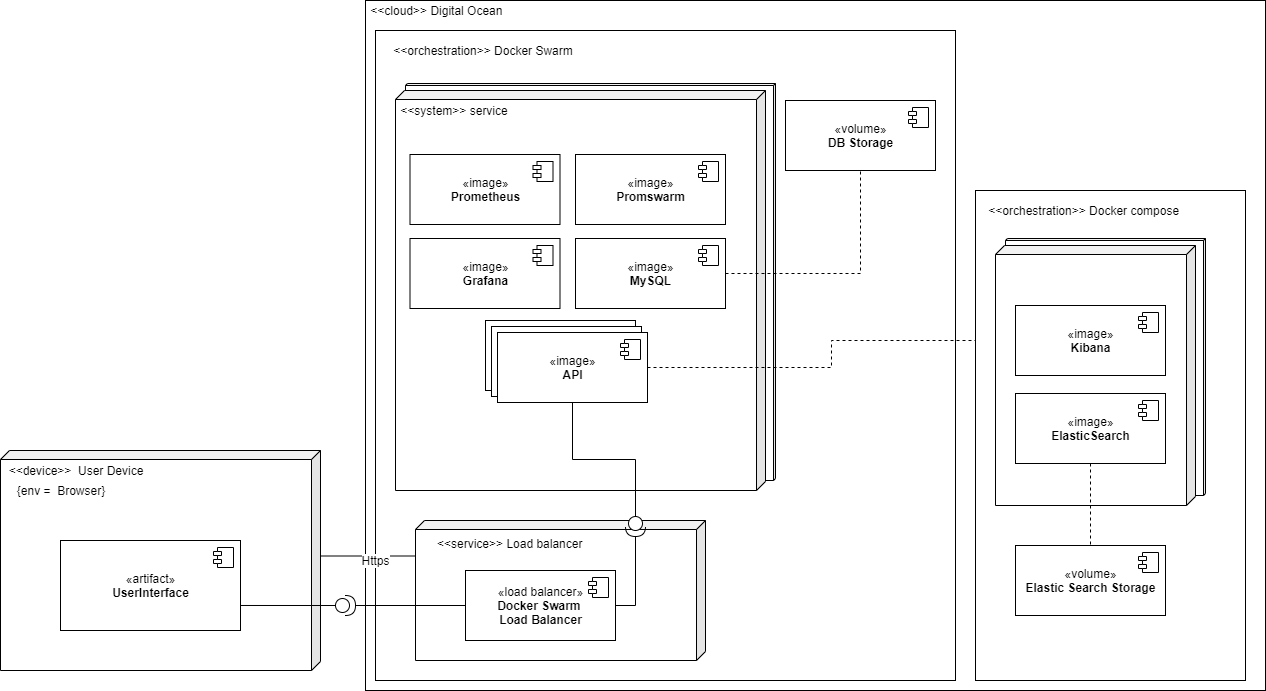 <<cloud>> Digital Ocean
<<orchestration>> Docker Swarm
<<system>> service
«image»
Prometheus
«image»
Promswarm
«image»
Grafana
«image»
MySQL
«image»
API
«volume»
DB Storage
<<orchestration>> Docker compose
«image»
Kibana
«image»
ElasticSearch
«volume»
Elastic Search Storage
<<device>> User Device
{env = Browser}
«artifact»
UserInterface
Https
<<service>> Load balancer
«load balancer»
Docker Swarm
Load Balancer